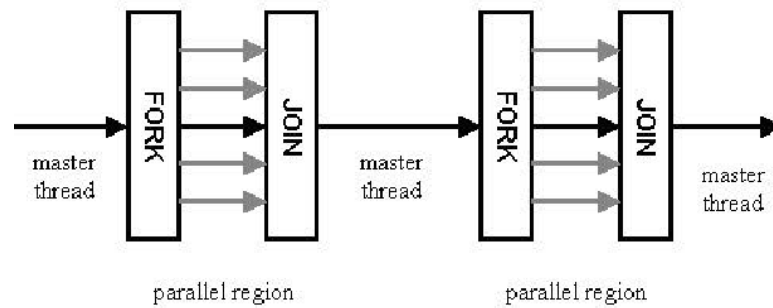 FORK
JOIN
FORK
JOIN
master
thread
master
thread
master
thread
parallel region
parallel region